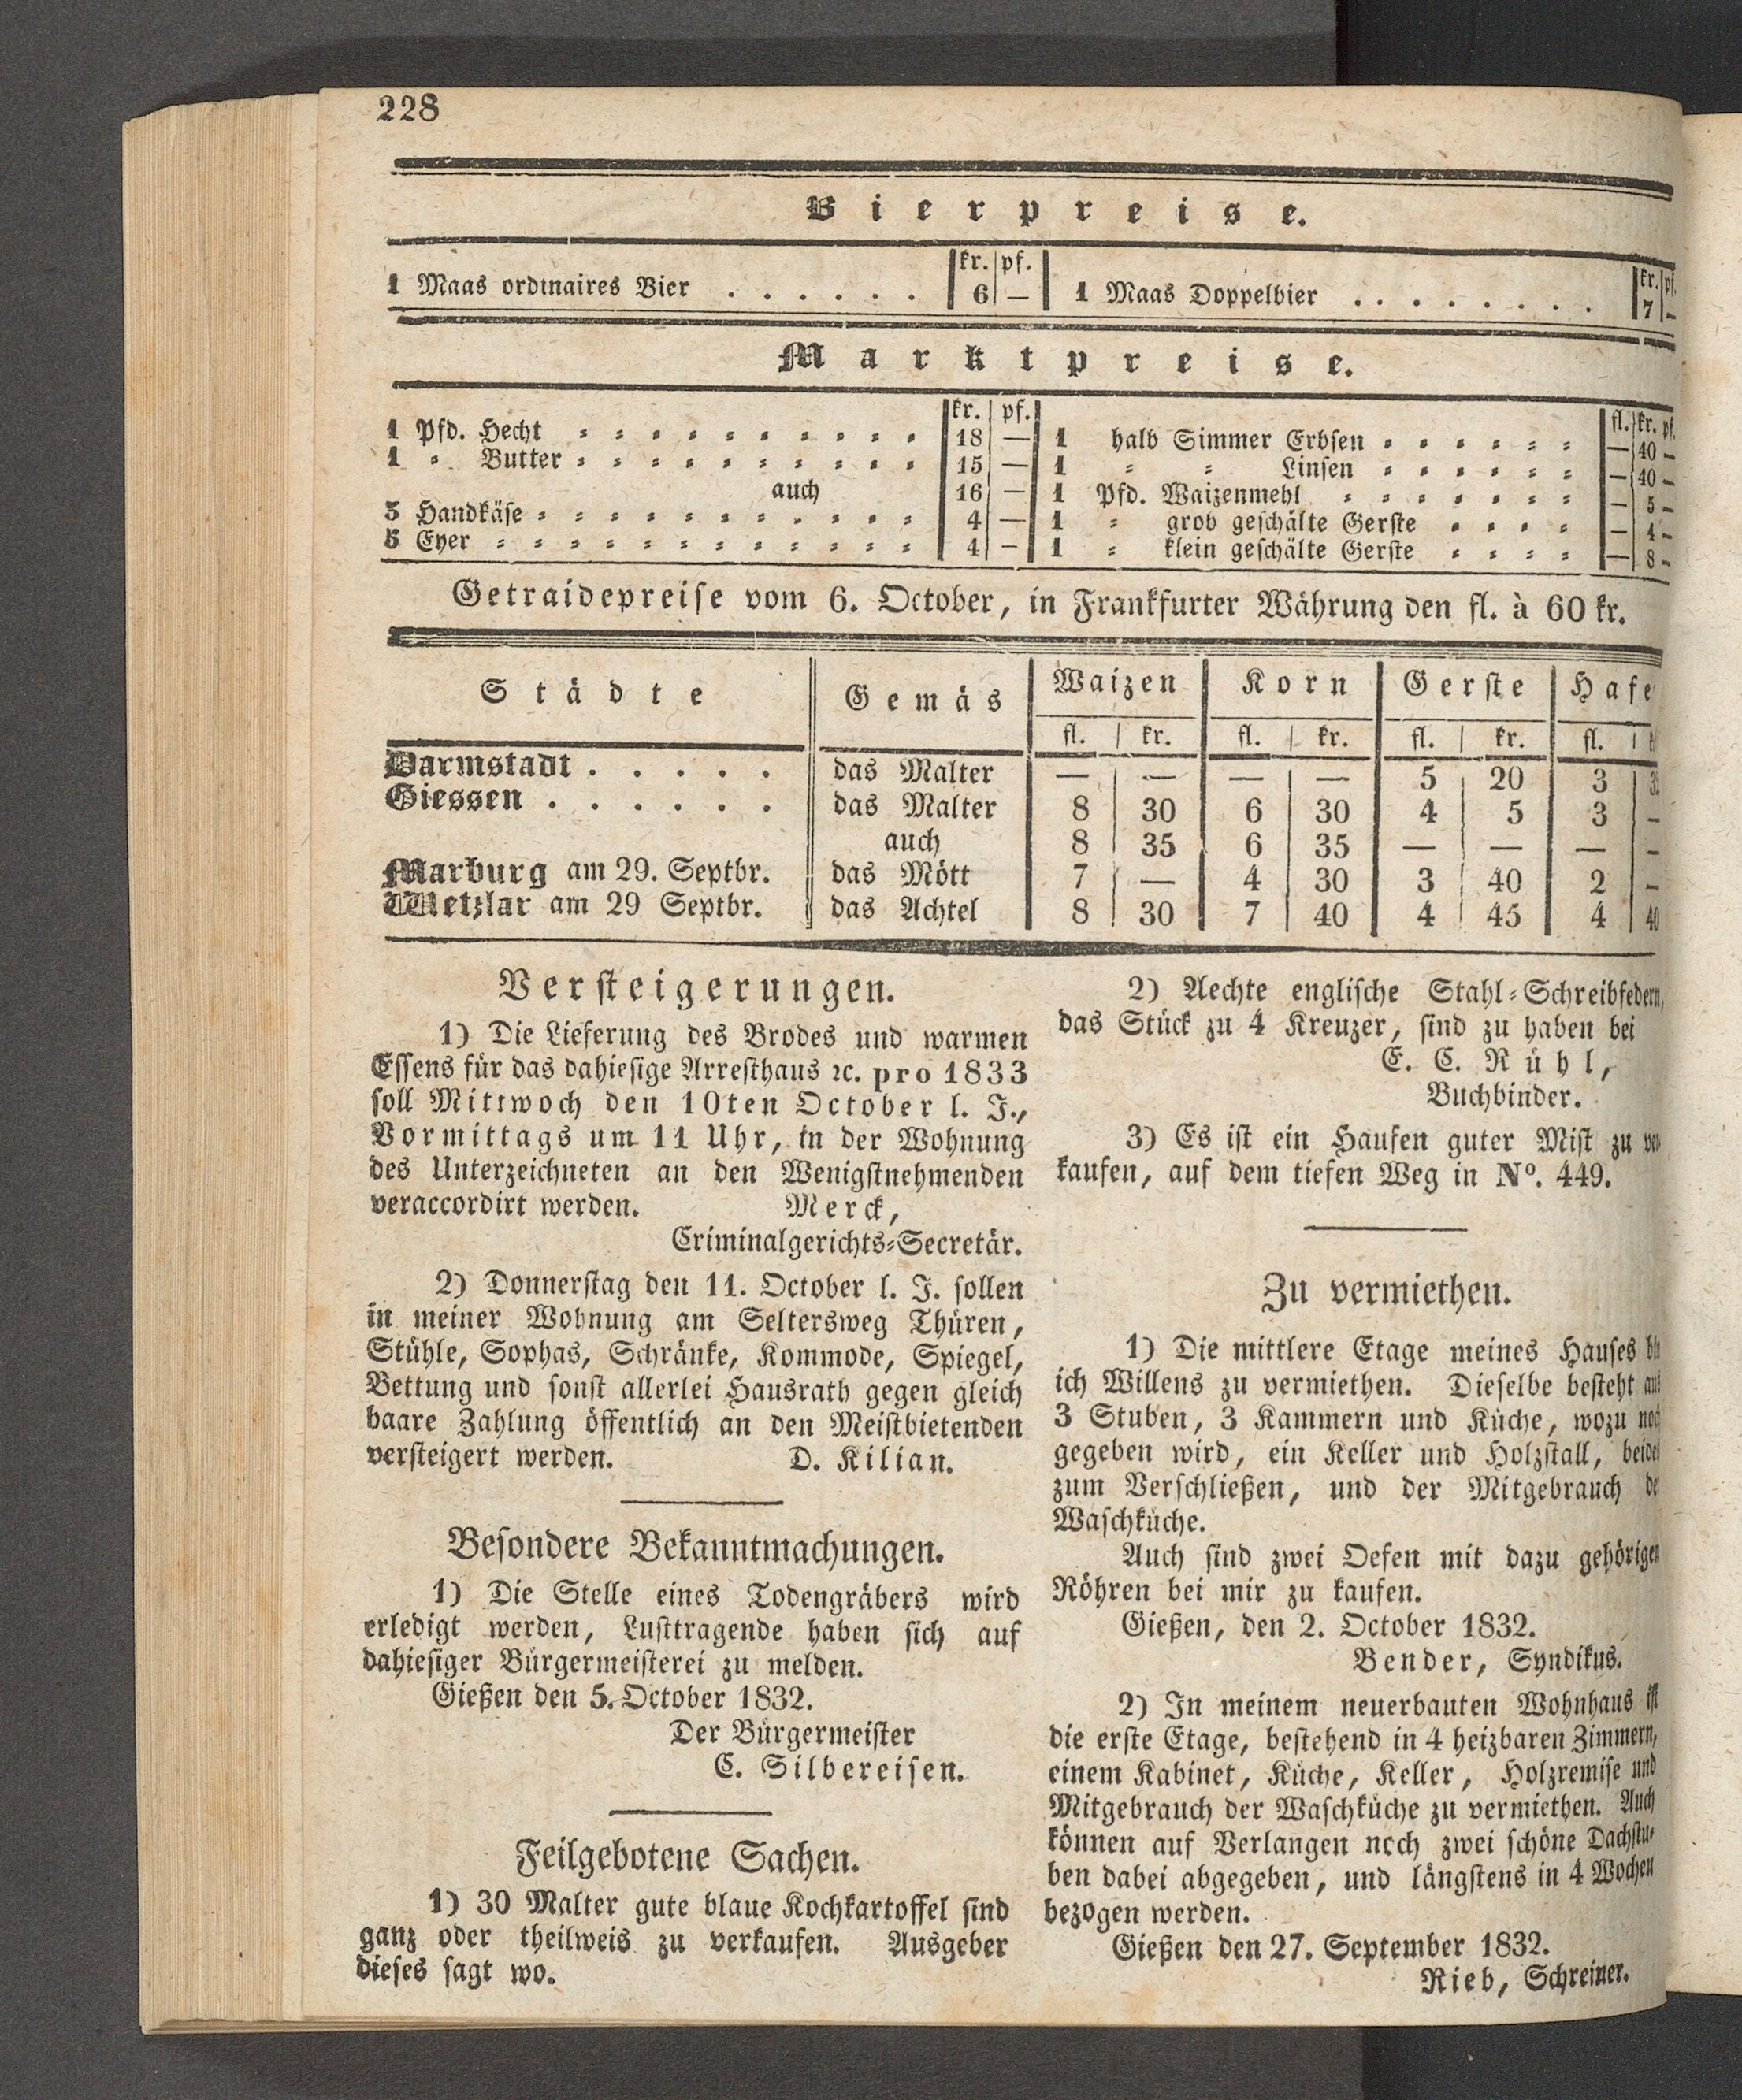 228
Bierpreise.
kr. pf.
kr. pf.
1 Maas ordinaires Bier . . . . . . 6 —
1 Maas Doppelbier . . . . . . . . 7 —
Marktpreise.
kr. pf.
1 Pfd. Hecht 18 —
1 „ Butter 15 —
auch 16 —
3 Handkäse 4 —
5 Eyer 4 —
fl. kr. pf.
1 halb Simmer Erbsen — 40 —
1 „ „ Linsen — 40 —
1 Pfd. Waizenmehl — 5 —
1 „ grob geschälte Gerste — 4 —
1 „ klein geschälte Gerste — 8 —
Getraidepreise vom 6. October, in Frankfurter Währung den fl. à 60 kr.
Städte Gemäs Waizen Korn Gerste Hafe
fl. kr. fl. kr. fl. kr. fl.
Darmstadt . . . . . das Malter — — — — 5 20 3
Giessen . . . . . . das Malter 8 30 6 30 4 5 3 —
auch 8 35 6 35 — — — —
Marburg am 29. Septbr. das Mött 7 — 4 30 3 40 2 —
Wetzlar am 29 Septbr. das Achtel 8 30 7 40 4 45 4 40
Versteigerungen.
1) Die Lieferung des Brodes und warmen
Essens für das dahiesige Arresthaus ꝛc. pro 1833
soll Mittwoch den 10ten October l. J.,
Vormittags um 11 Uhr, in der Wohnung
des Unterzeichneten an den Wenigstnehmenden
veraccordirt werden. Merck,
Criminalgerichts-Secretär.
2) Donnerstag den 11. October l. J. sollen
in meiner Wohnung am Seltersweg Thüren,
Stühle, Sophas, Schränke, Kommode, Spiegel,
Bettung und sonst allerlei Hausrath gegen gleich
baare Zahlung öffentlich an den Meistbietenden
versteigert werden. D. Kilian.
Besondere Bekanntmachungen.
1) Die Stelle eines Todengräbers wird
erledigt werden, Lusttragende haben sich auf
dahiesiger Bürgermeisterei zu melden.
Gießen den 5. October 1832.
Der Bürgermeister
C. Silbereisen.
Feilgebotene Sachen.
1) 30 Malter gute blaue Kochkartoffel sind
ganz oder theilweis zu verkaufen. Ausgeber
dieses sagt wo.
2) Aechte englische Stahl-Schreibfedern,
das Stück zu 4 Kreuzer, sind zu haben bei
E. C. Rühl,
Buchbinder.
3) Es ist ein Haufen guter Mist zu ver
kaufen, auf dem tiefen Weg in No. 449.
Zu vermiethen.
1) Die mittlere Etage meines Hauses bin
ich Willens zu vermiethen. Dieselbe besteht aus
3 Stuben, 3 Kammern und Küche, wozu noch
gegeben wird, ein Keller und Holzstall, beides
zum Verschließen, und der Mitgebrauch der
Waschküche.
Auch sind zwei Oefen mit dazu gehörigen
Röhren bei mir zu kaufen.
Gießen, den 2. October 1832.
Bender, Syndikus.
2) In meinem neuerbauten Wohnhaus ist
die erste Etage, bestehend in 4 heizbaren Zimmern,
einem Kabinet, Küche, Keller, Holzremise und
Mitgebrauch der Waschküche zu vermiethen. Auch
können auf Verlangen noch zwei schöne Dachstu-
ben dabei abgegeben, und längstens in 4 Wochen
bezogen werden.
Gießen den 27. September 1832.
Rieb, Schreiner.